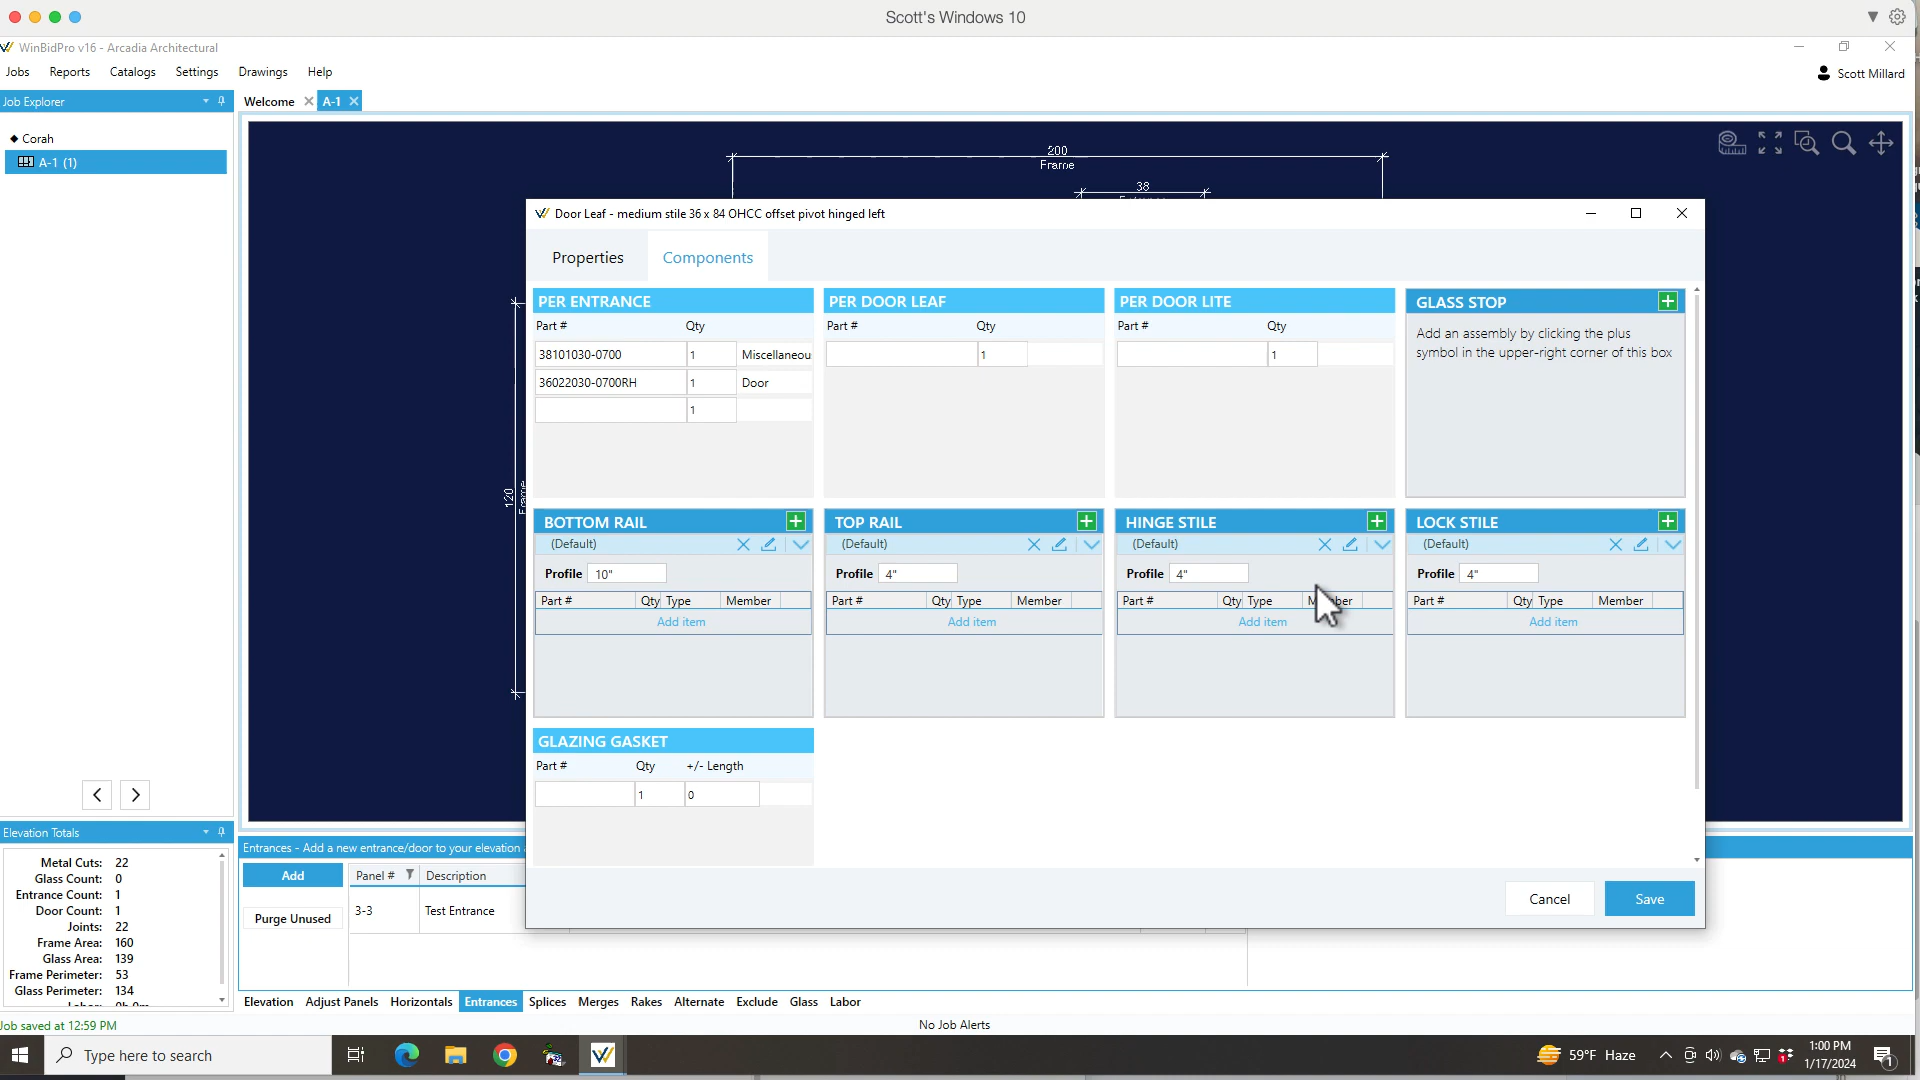 Scott's Windows 10
WinBidPro v16 - Arcadia Architectural
Jobs Reports Catalogs Settings Drawings Help
Scott Millard
Job Explorer
Welcome A-1
Corah
A-1 (1)
200
Frame
38
120
Frame
Door Leaf - medium stile 36 x 84 OHCC offset pivot hinged left
Properties Components
PER ENTRANCE
Part # Qty
38101030-0700 1 Miscellaneou
36022030-0700RH 1 Door
1
PER DOOR LEAF
Part # Qty
1
PER DOOR LITE
Part # Qty
1
GLASS STOP
Add an assembly by clicking the plus
symbol in the upper-right corner of this box
BOTTOM RAIL
(Default)
Profile 10"
Part # Qty Type Member
Add item
TOP RAIL
(Default)
Profile 4"
Part # Qty Type Member
Add item
HINGE STILE
(Default)
Profile 4"
Part # Qty Type
Add item
LOCK STILE
(Default)
Profile 4"
Part # Qty Type Member
Add item
GLAZING GASKET
Part # Qty +/- Length
1 0
Cancel Save
Elevation Totals
Metal Cuts: 22
Glass Count: 0
Entrance Count: 1
Door Count: 1
Joints: 22
Frame Area: 160
Glass Area: 139
Frame Perimeter: 53
Glass Perimeter: 134
Entrances - Add a new entrance/door to your elevation
Add
Purge Unused
Panel # Description
3-3 Test Entrance
Elevation Adjust Panels Horizontals Entrances Splices Merges Rakes Alternate Exclude Glass Labor
Job saved at 12:59 PM
No Job Alerts
Type here to search
59°F Haze
1:00 PM
1/17/2024
1